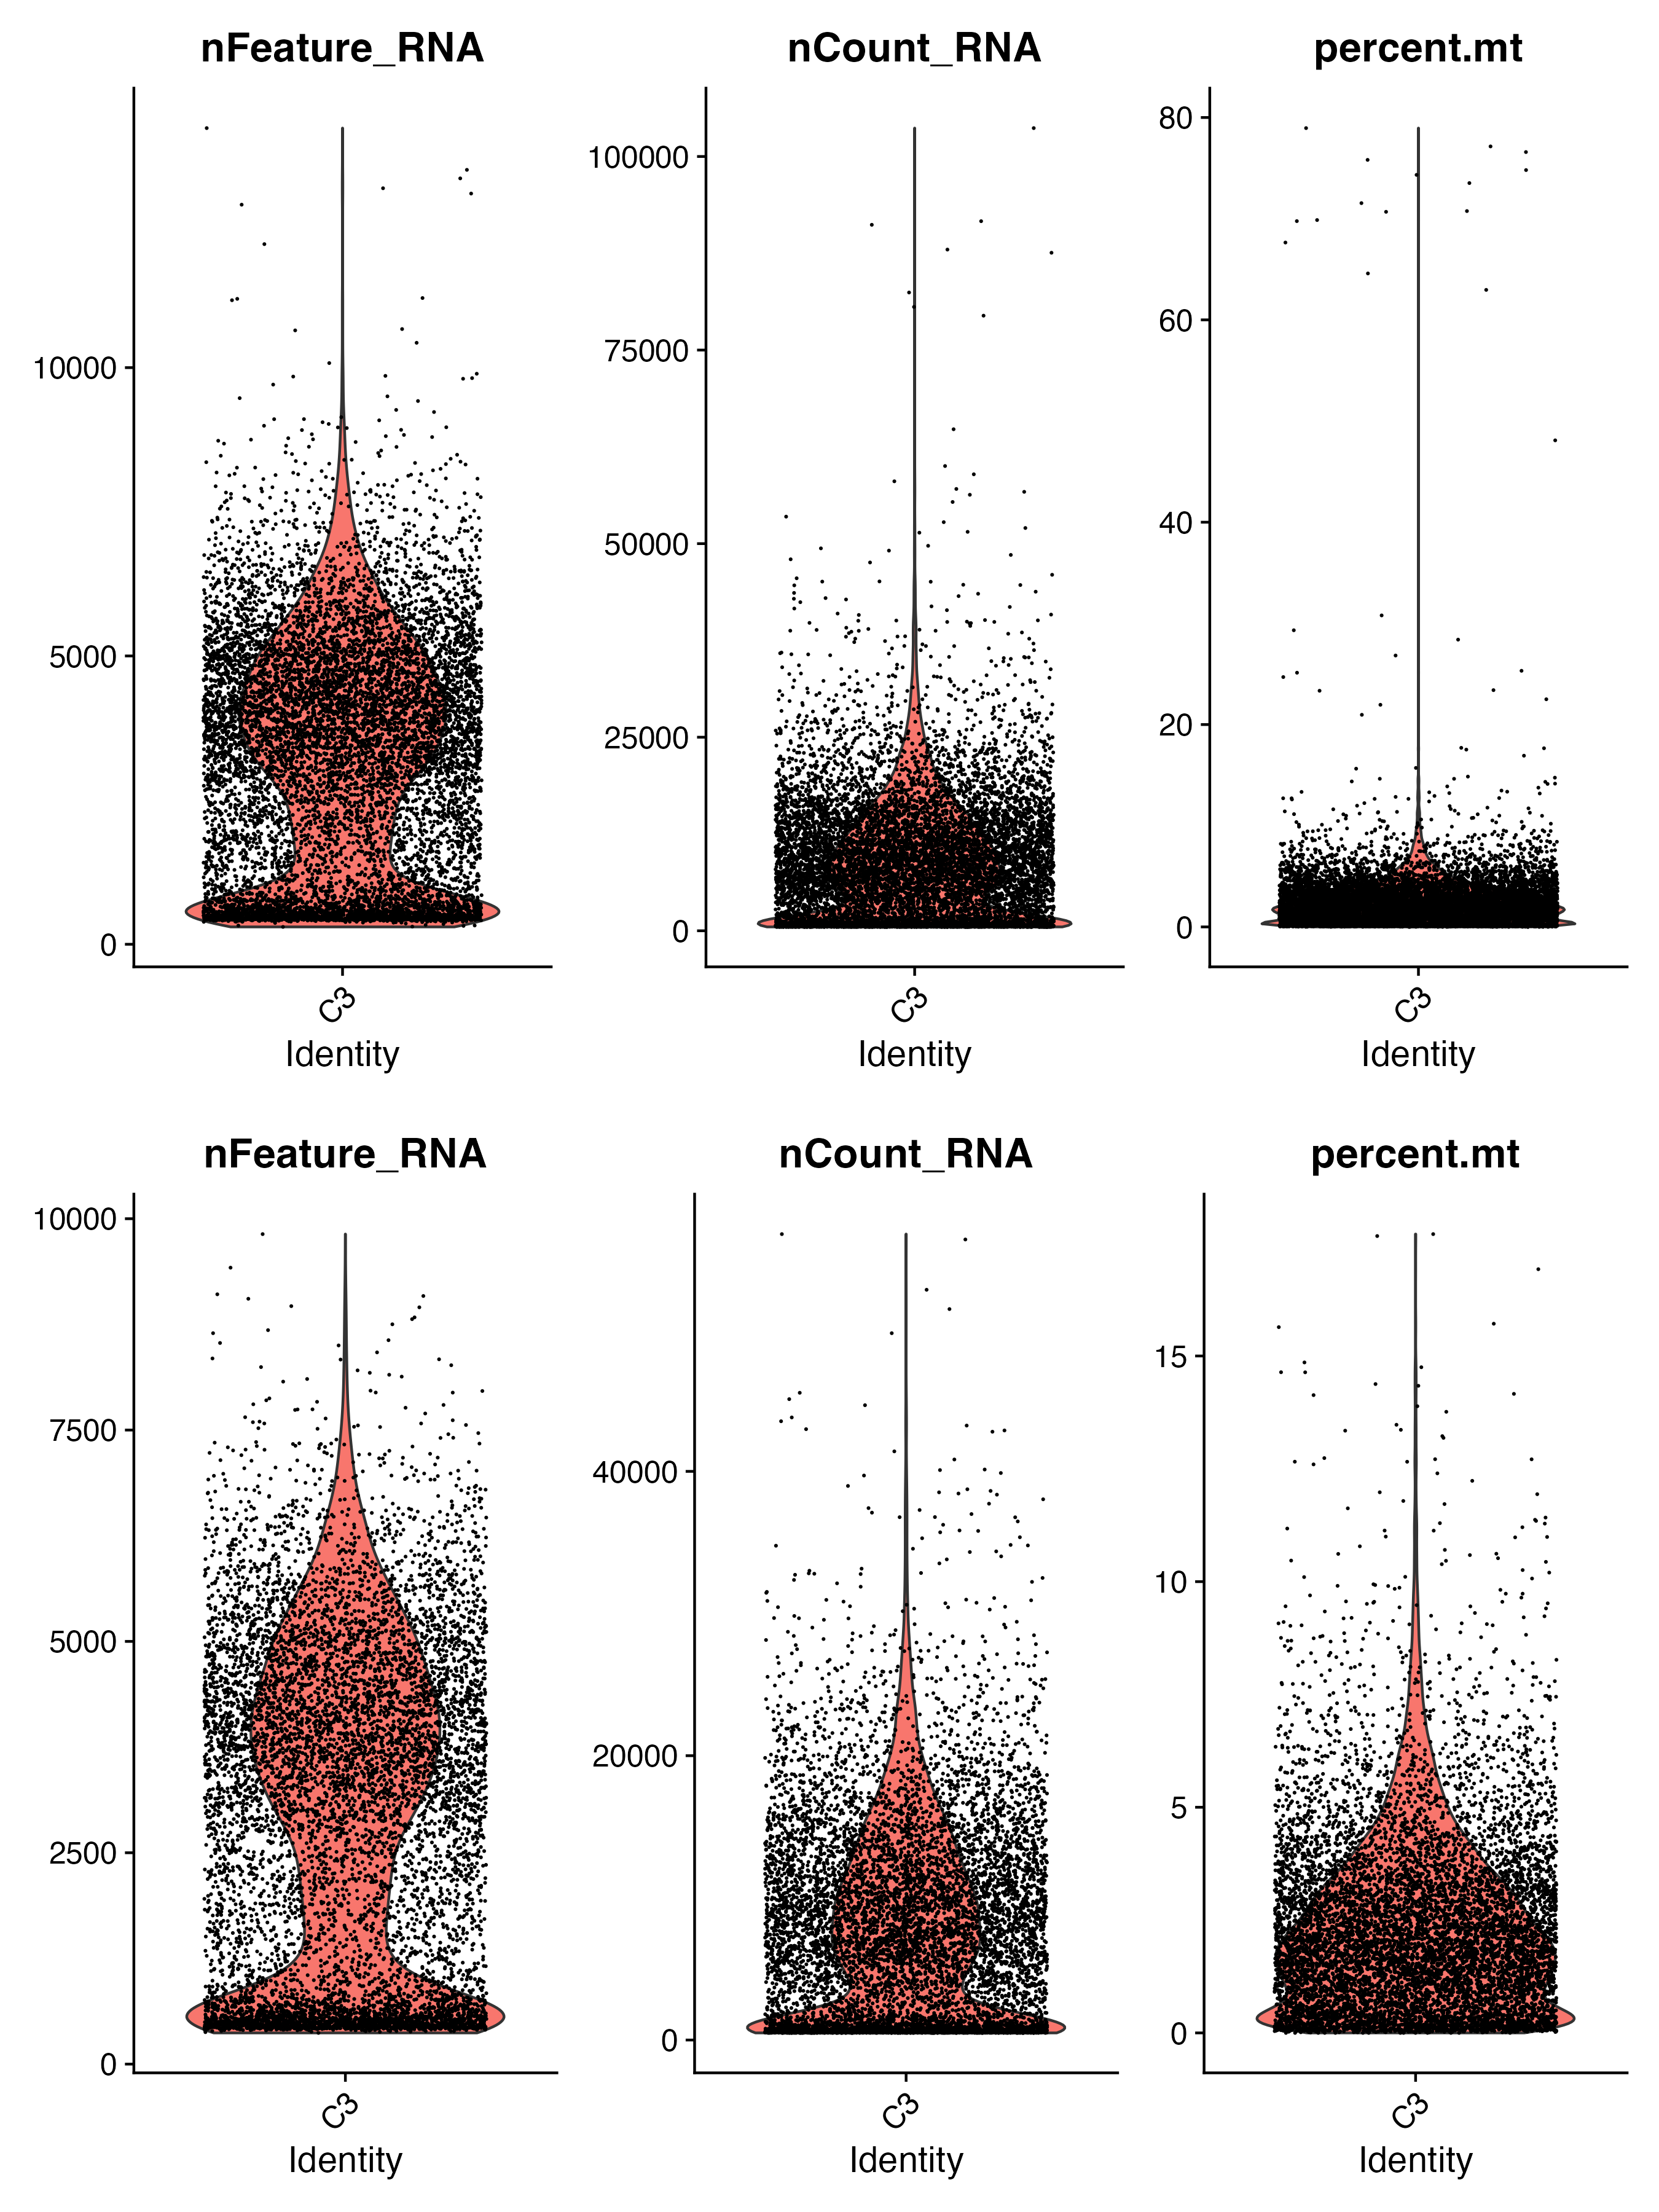 nFeature_RNA
10000
5000
0
C3
Identity
nCount_RNA
100000
75000
50000
25000
0
C3
Identity
percent.mt
80
60
40
20
0
C3
Identity
nFeature_RNA
10000
7500
5000
2500
0
C3
Identity
nCount_RNA
40000
20000
0
C3
Identity
percent.mt
15
10
5
0
C3
Identity